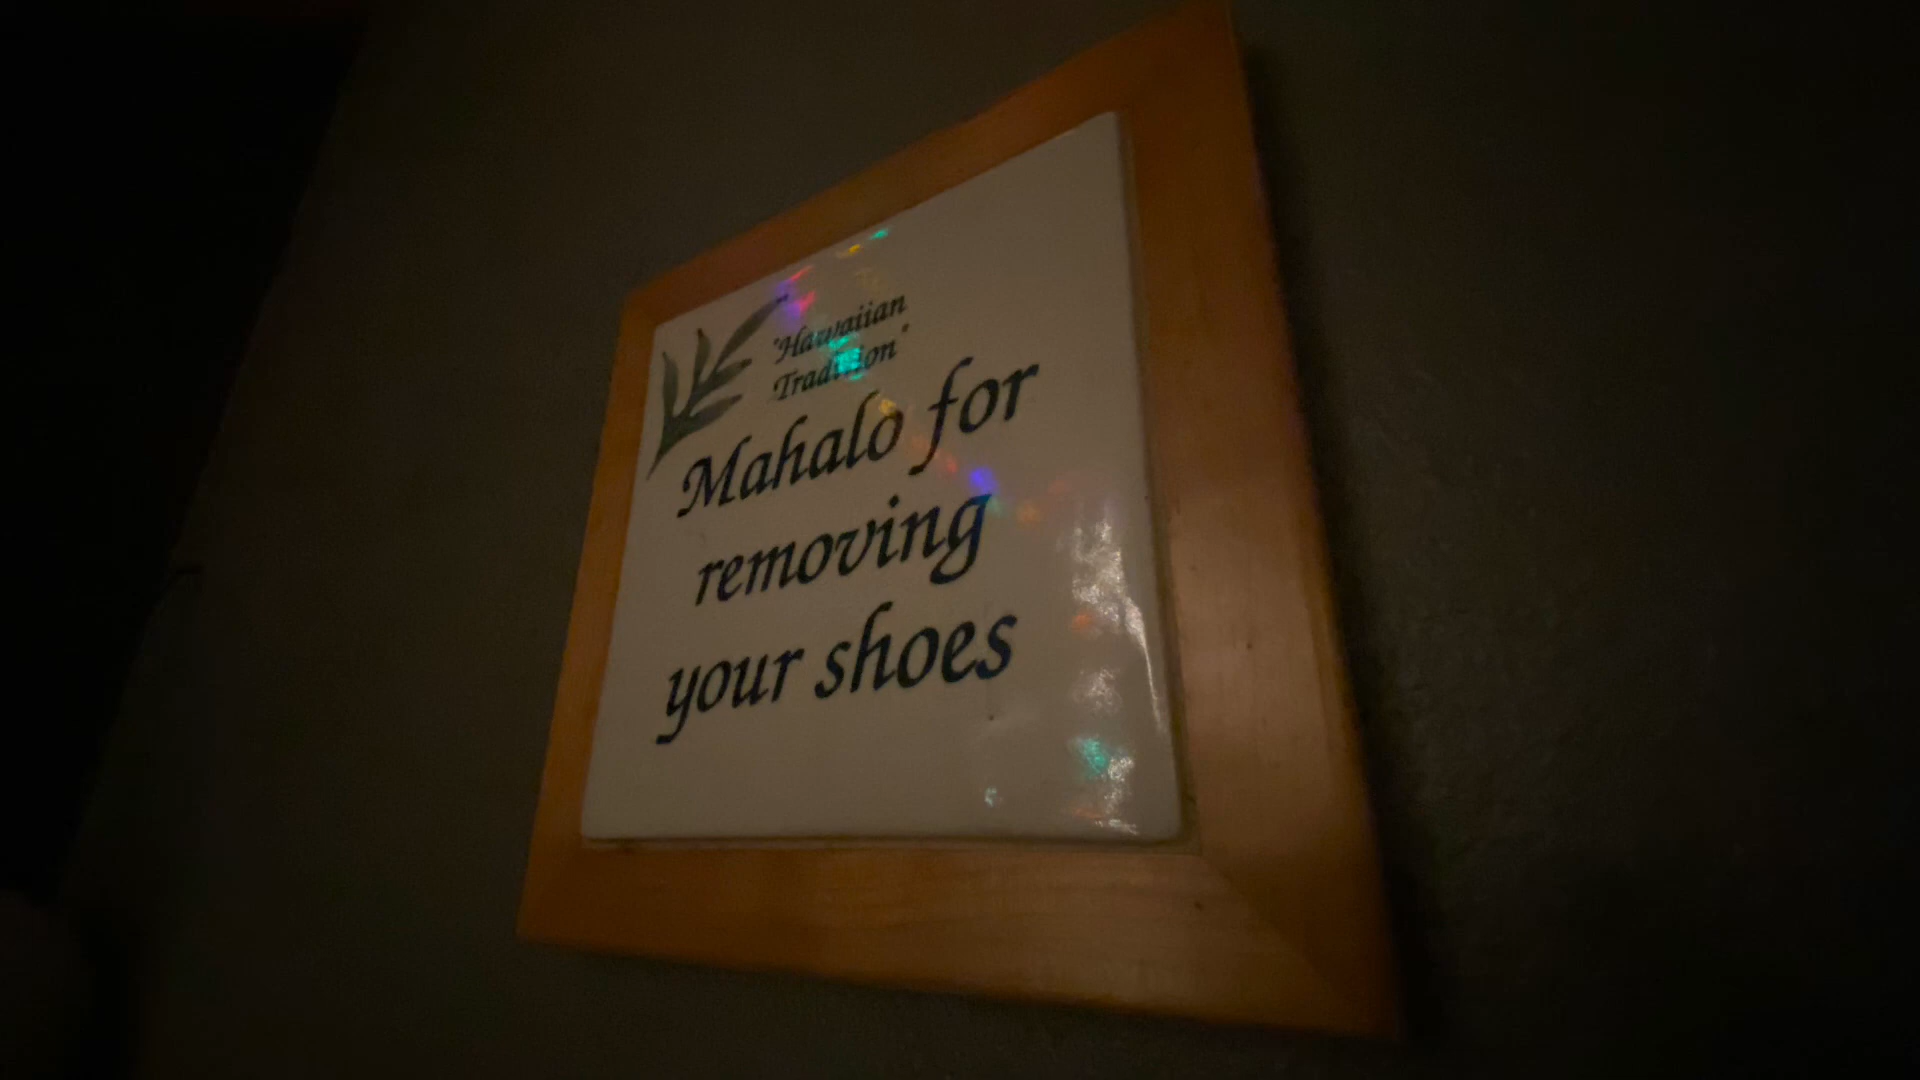 "Hawaiian
Tradition"
Mahalo for
removing
your shoes